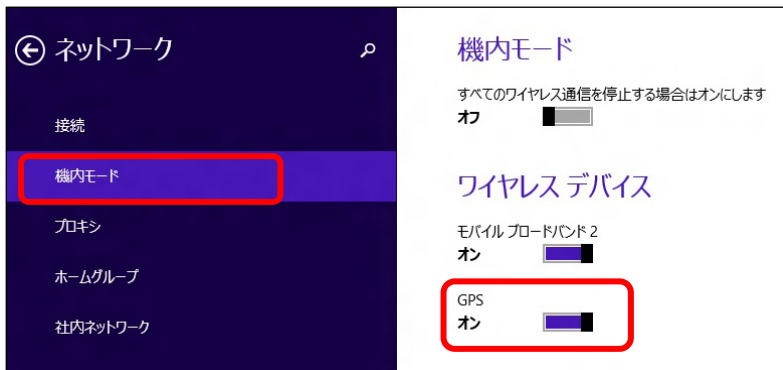 ネットワーク
接続
機内モード
プロキシ
ホームグループ
社内ネットワーク
機内モード
すべてのワイヤレス通信を停止する場合はオンにします
オフ
ワイヤレス デバイス
モバイル ブロードバンド 2
オン
GPS
オン